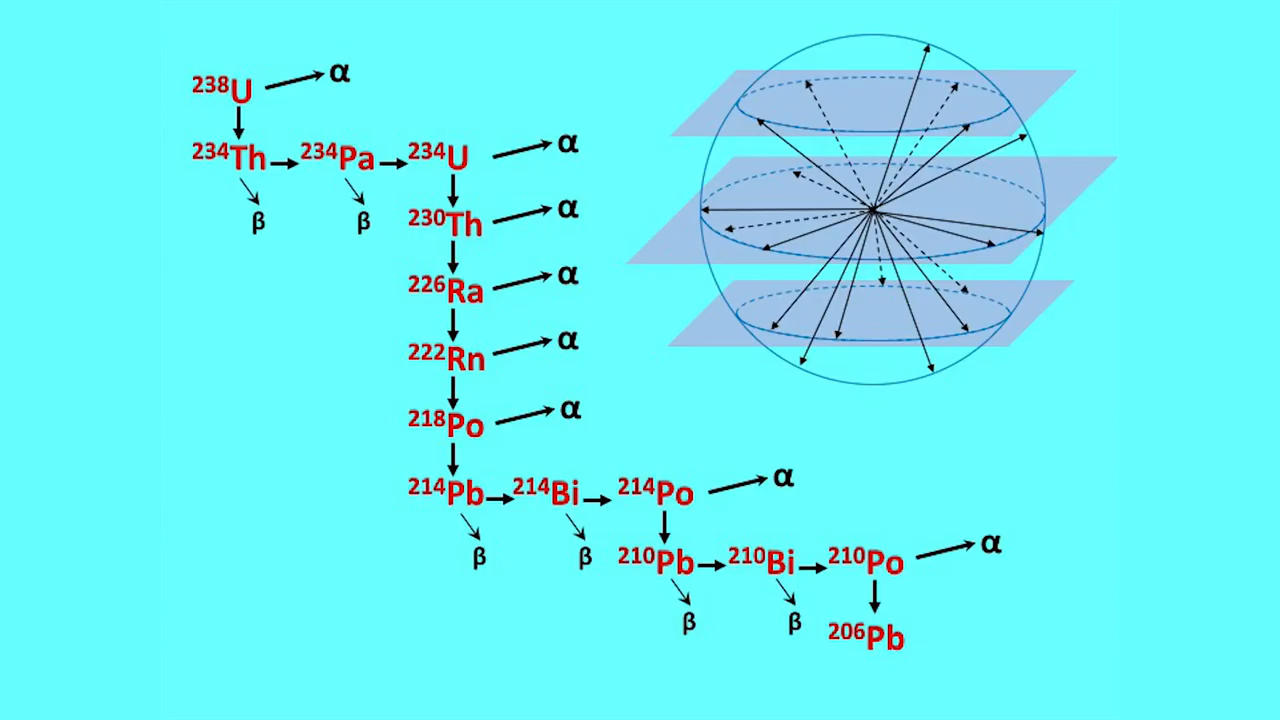 ²³⁸U α
²³⁴Th ²³⁴Pa ²³⁴U α
β β
²³⁰Th α
²²⁶Ra α
²²²Rn α
²¹⁸Po α
²¹⁴Pb ²¹⁴Bi ²¹⁴Po α
β β
²¹⁰Pb ²¹⁰Bi ²¹⁰Po α
β β
²⁰⁶Pb